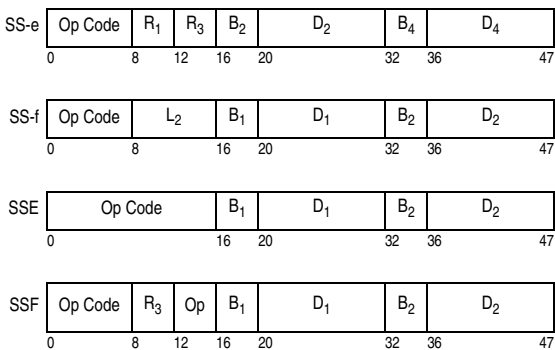 SS-e Op Code R1 R3 B2 D2 B4 D4
0 8 12 16 20 32 36 47
SS-f Op Code L2 B1 D1 B2 D2
0 8 16 20 32 36 47
SSE Op Code B1 D1 B2 D2
0 16 20 32 36 47
SSF Op Code R3 Op B1 D1 B2 D2
0 8 12 16 20 32 36 47